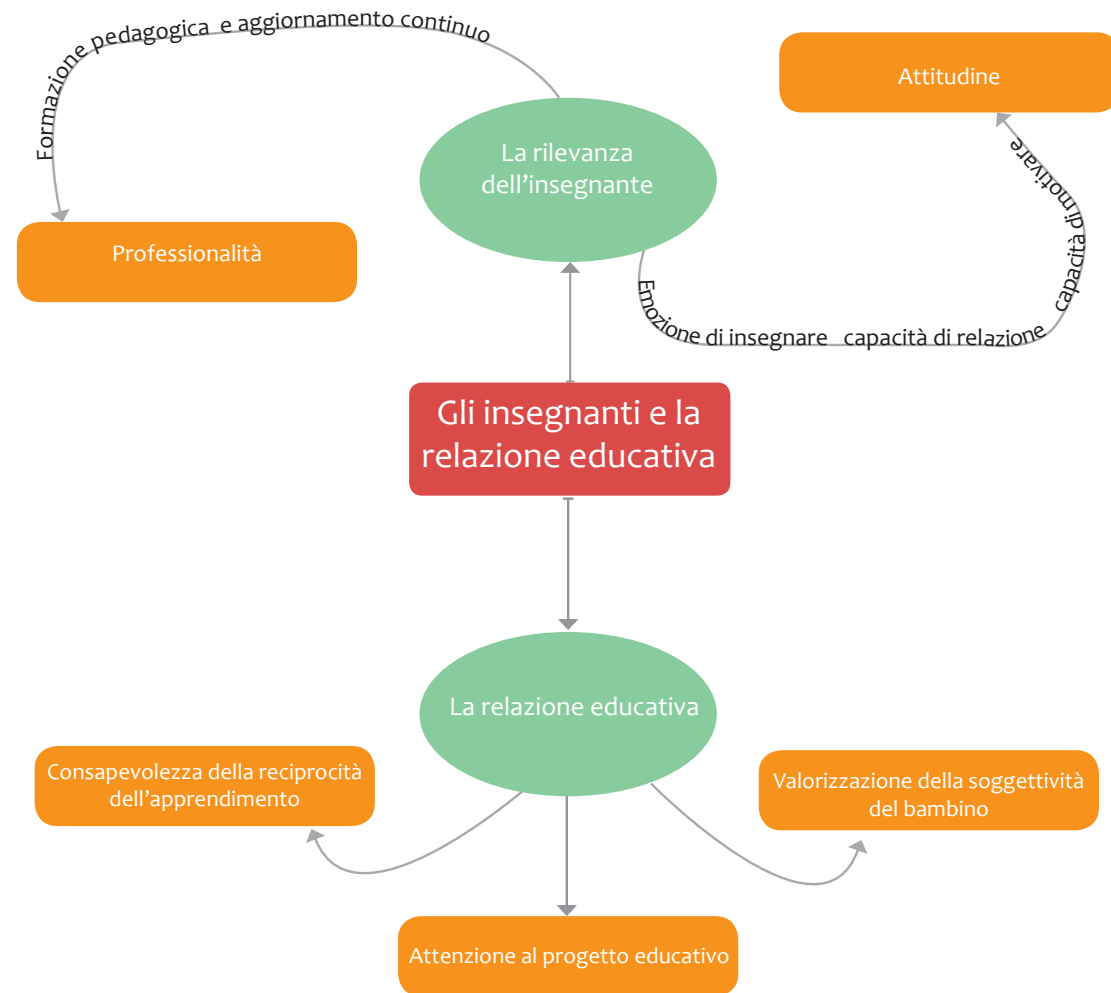 Formazione pedagogica e aggiornamento continuo
Attitudine
La rilevanza
dell’insegnante
Professionalità
Emozione di insegnare capacità di relazione capacità di motivare
Gli insegnanti e la
relazione educativa
La relazione educativa
Consapevolezza della reciprocità
dell’apprendimento
Valorizzazione della soggettività
del bambino
Attenzione al progetto educativo